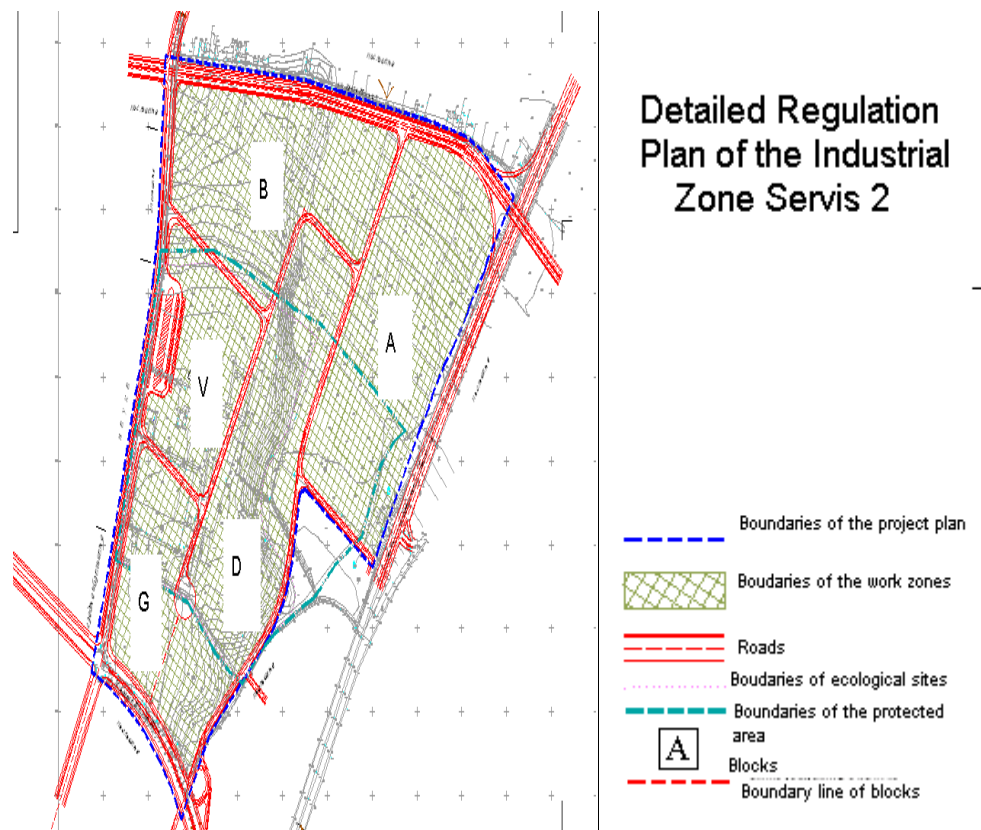 Detailed Regulation
Plan of the Industrial
Zone Servis 2
B
A
V
D
G
Boundaries of the project plan
Boudaries of the work zones
Roads
Boudaries of ecological sites
Boundaries of the protected
area
A
Blocks
Boundary line of blocks